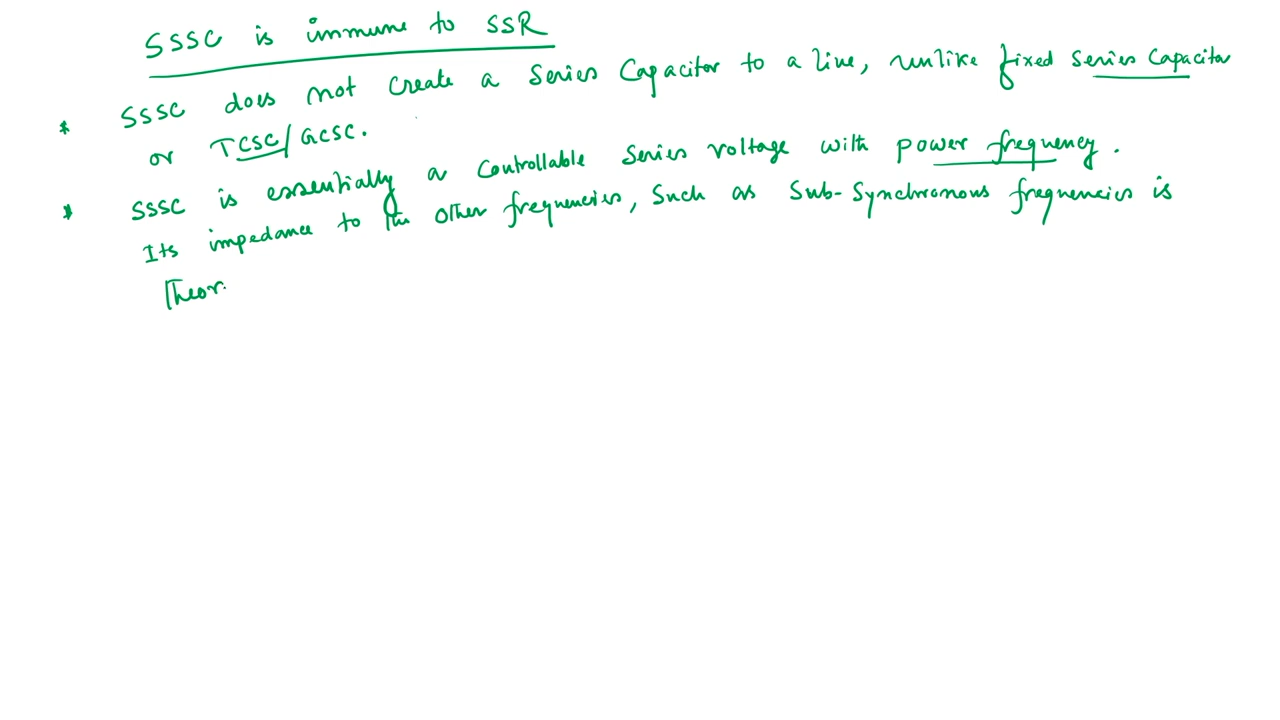 SSSC is immune to SSR
* SSSC does not create a series capacitor to a line, unlike fixed series capacitor
or TCSC/GCSC.
* SSSC is essentially a controllable series voltage with power frequency.
Its impedance to the other frequencies, such as sub-synchronous frequencies is
Theor